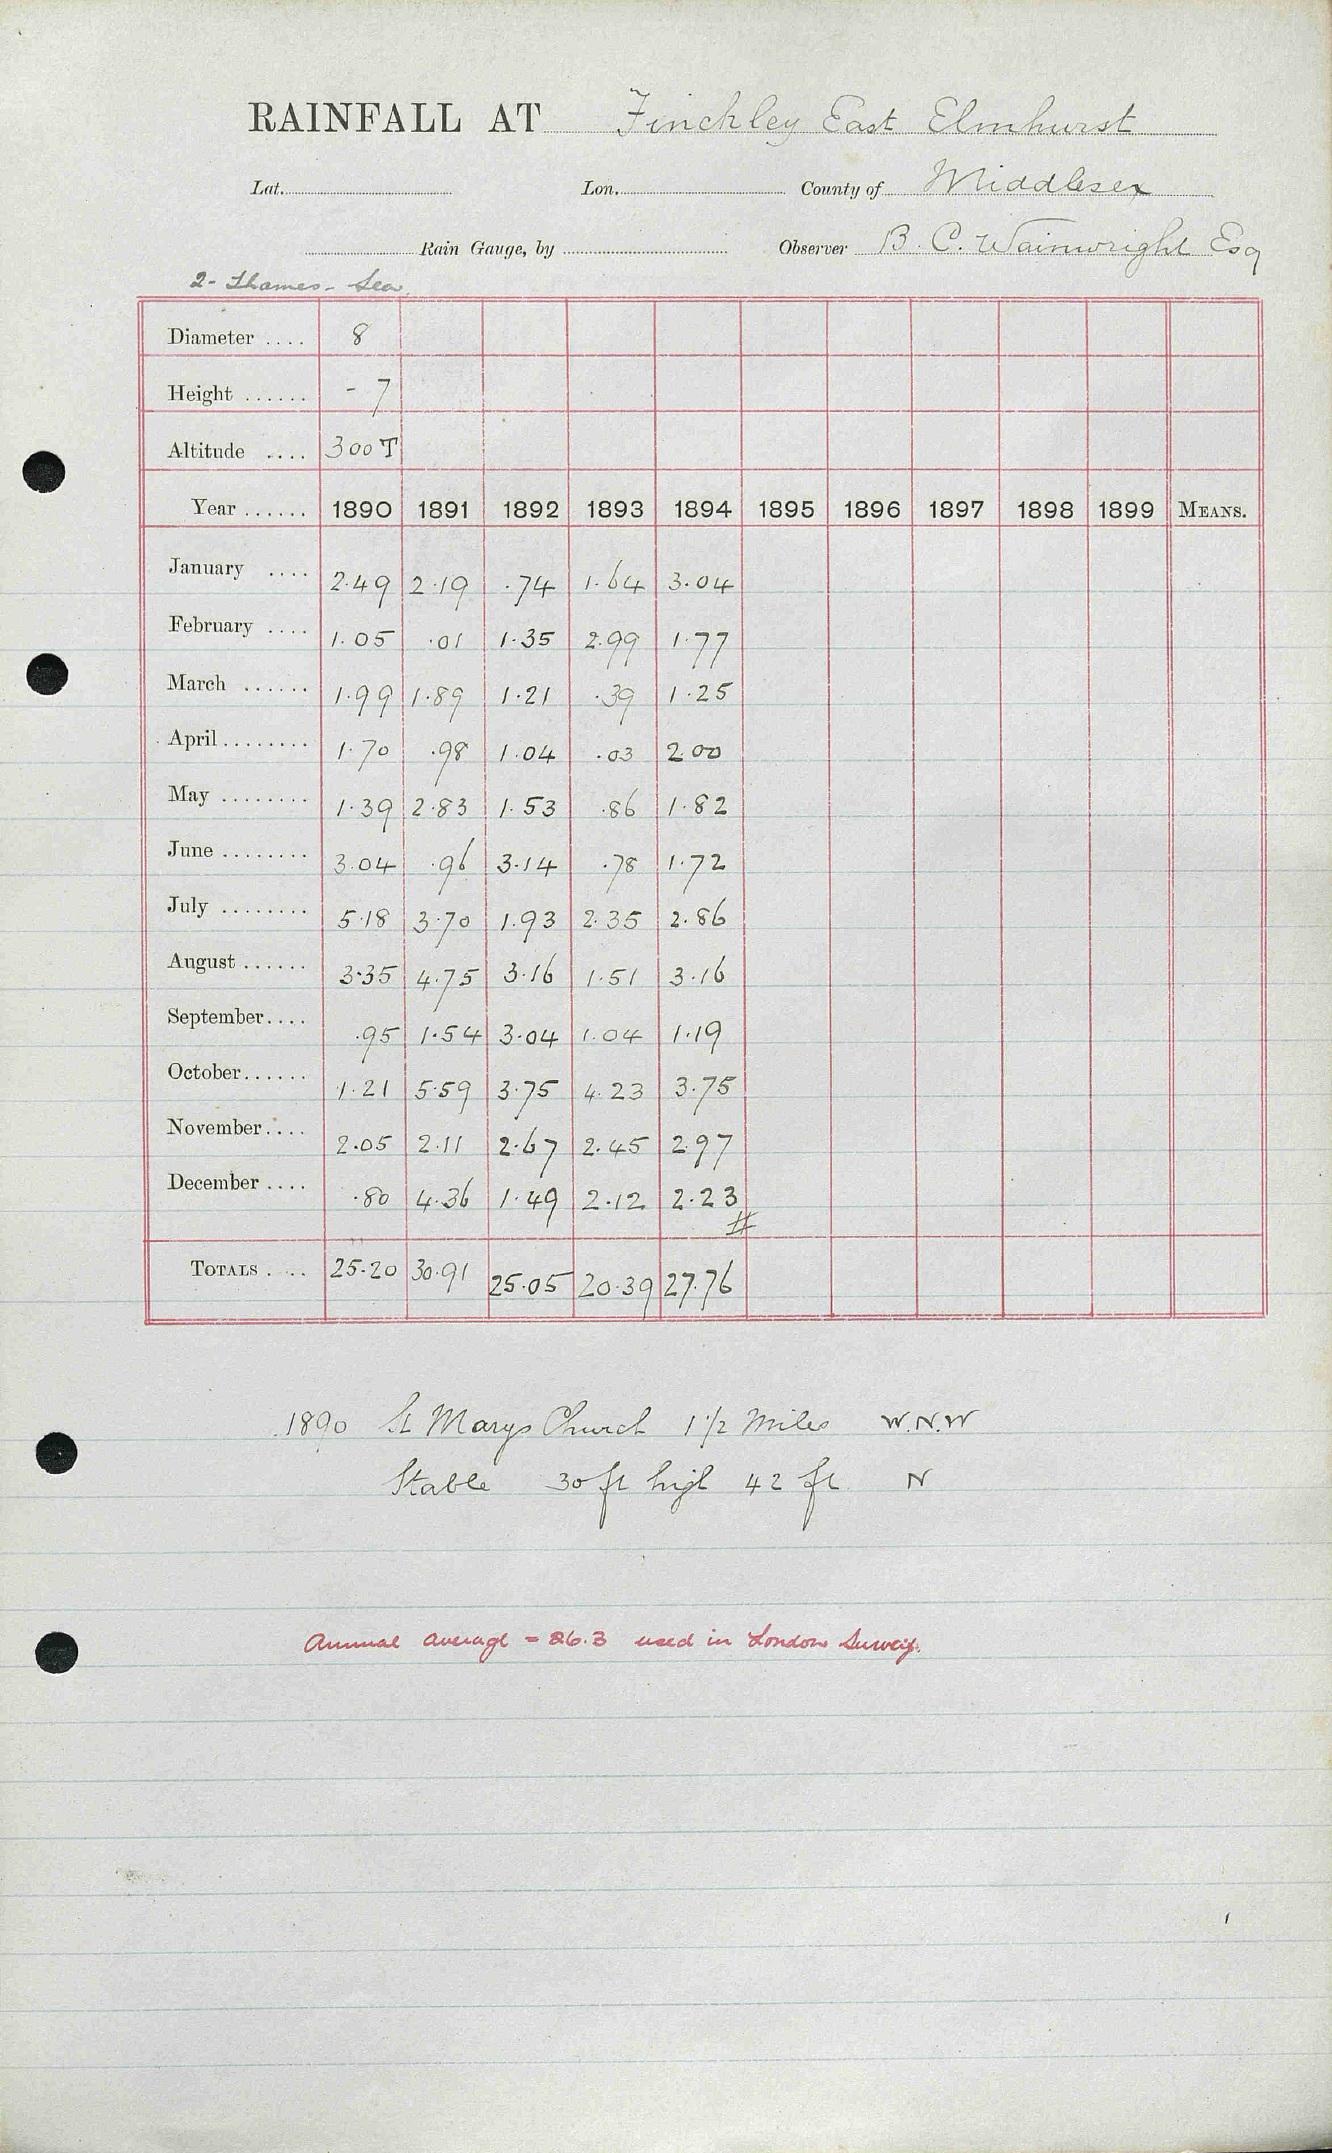 RAINFALL AT Finchley East Elmhurst
Lat. Lon. County of Middlesex
Rain Gauge, by Observer B. C. Wainwright Esq
2- Thames - Sea
Diameter .... 8
Height ...... - 7
Altitude .... 300 T
Year ...... 1890 1891 1892 1893 1894 1895 1896 1897 1898 1899 MEANS.
January .... 2.49 2.19 .74 1.64 3.04
February .... 1.05 .01 1.35 2.99 1.77
March ...... 1.99 1.89 1.21 .39 1.25
April ........ 1.70 .98 1.04 .03 2.00
May ........ 1.39 2.83 1.53 .86 1.82
June ........ 3.04 .96 3.14 .78 1.72
July ........ 5.18 3.70 1.93 2.35 2.86
August ...... 3.35 4.75 3.16 1.51 3.16
September.... .95 1.54 3.04 1.04 1.19
October...... 1.21 5.59 3.75 4.23 3.75
November.... 2.05 2.11 2.67 2.45 2.97
December .... .80 4.36 1.49 2.12 2.23
#
TOTALS .... 25.20 30.91 25.05 20.39 27.76
1890 St Marys Church 1 1/2 Miles W.N.W
Stable 30 ft high 42 ft N
Annual average = 26.3 used in London Survey.